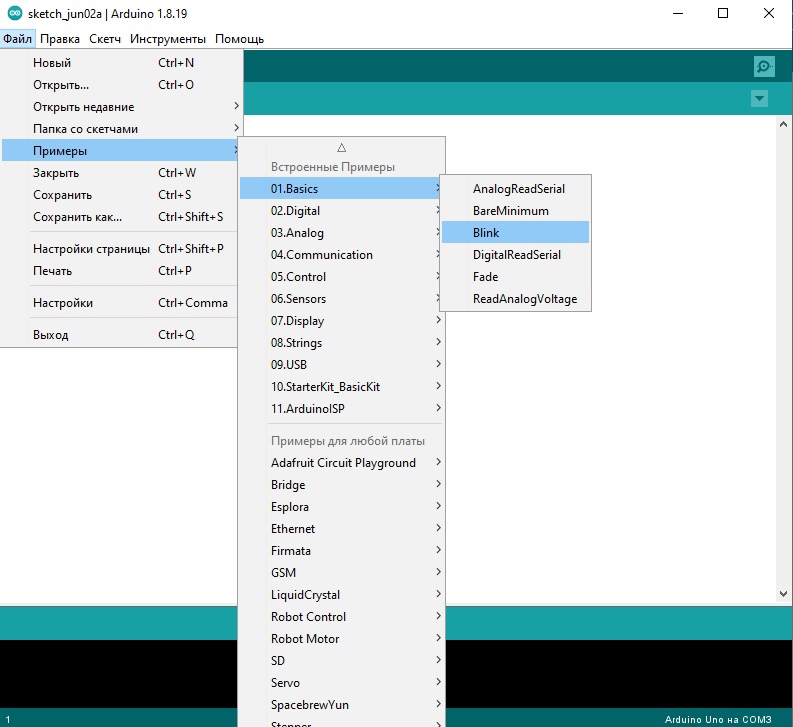 sketch_jun02a | Arduino 1.8.19
Файл Правка Скетч Инструменты Помощь
Новый Ctrl+N
Открыть... Ctrl+O
Открыть недавние
Папка со скетчами
Примеры
Закрыть Ctrl+W
Сохранить Ctrl+S
Сохранить как... Ctrl+Shift+S
Настройки страницы Ctrl+Shift+P
Печать Ctrl+P
Настройки Ctrl+Comma
Выход Ctrl+Q
Встроенные Примеры
01.Basics
02.Digital
03.Analog
04.Communication
05.Control
06.Sensors
07.Display
08.Strings
09.USB
10.StarterKit_BasicKit
11.ArduinoISP
Примеры для любой платы
Adafruit Circuit Playground
Bridge
Esplora
Ethernet
Firmata
GSM
LiquidCrystal
Robot Control
Robot Motor
SD
Servo
SpacebrewYun
Stepper
AnalogReadSerial
BareMinimum
Blink
DigitalReadSerial
Fade
ReadAnalogVoltage
1
Arduino Uno на COM3